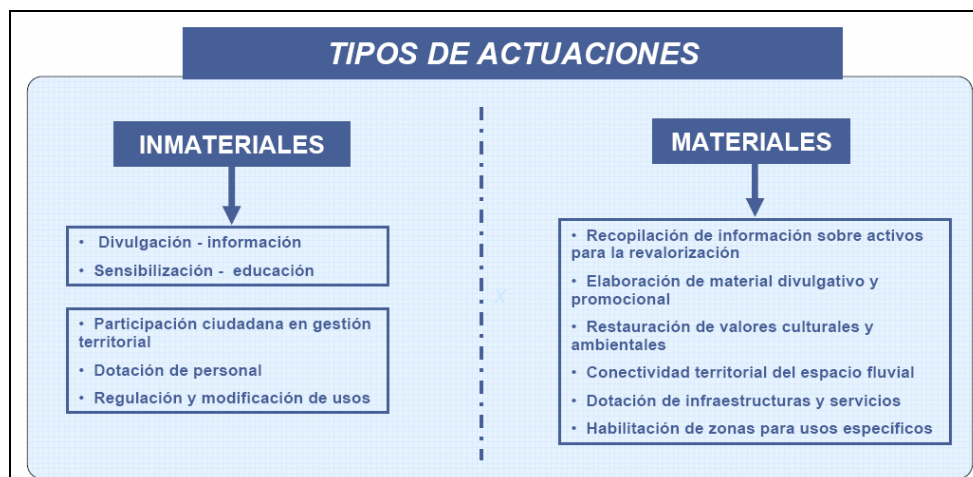 TIPOS DE ACTUACIONES
INMATERIALES
• Divulgación - información
• Sensibilización - educación
• Participación ciudadana en gestión
territorial
• Dotación de personal
• Regulación y modificación de usos
MATERIALES
• Recopilación de información sobre activos
para la revalorización
• Elaboración de material divulgativo y
promocional
• Restauración de valores culturales y
ambientales
• Conectividad territorial del espacio fluvial
• Dotación de infraestructuras y servicios
• Habilitación de zonas para usos específicos
x